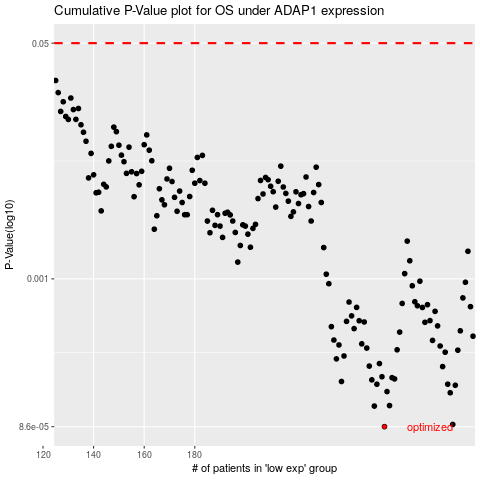 Cumulative P-Value plot for OS under ADAP1 expression
P-Value(log10)
0.05
0.001
8.6e-05
optimized
120 140 160 180
# of patients in 'low exp' group